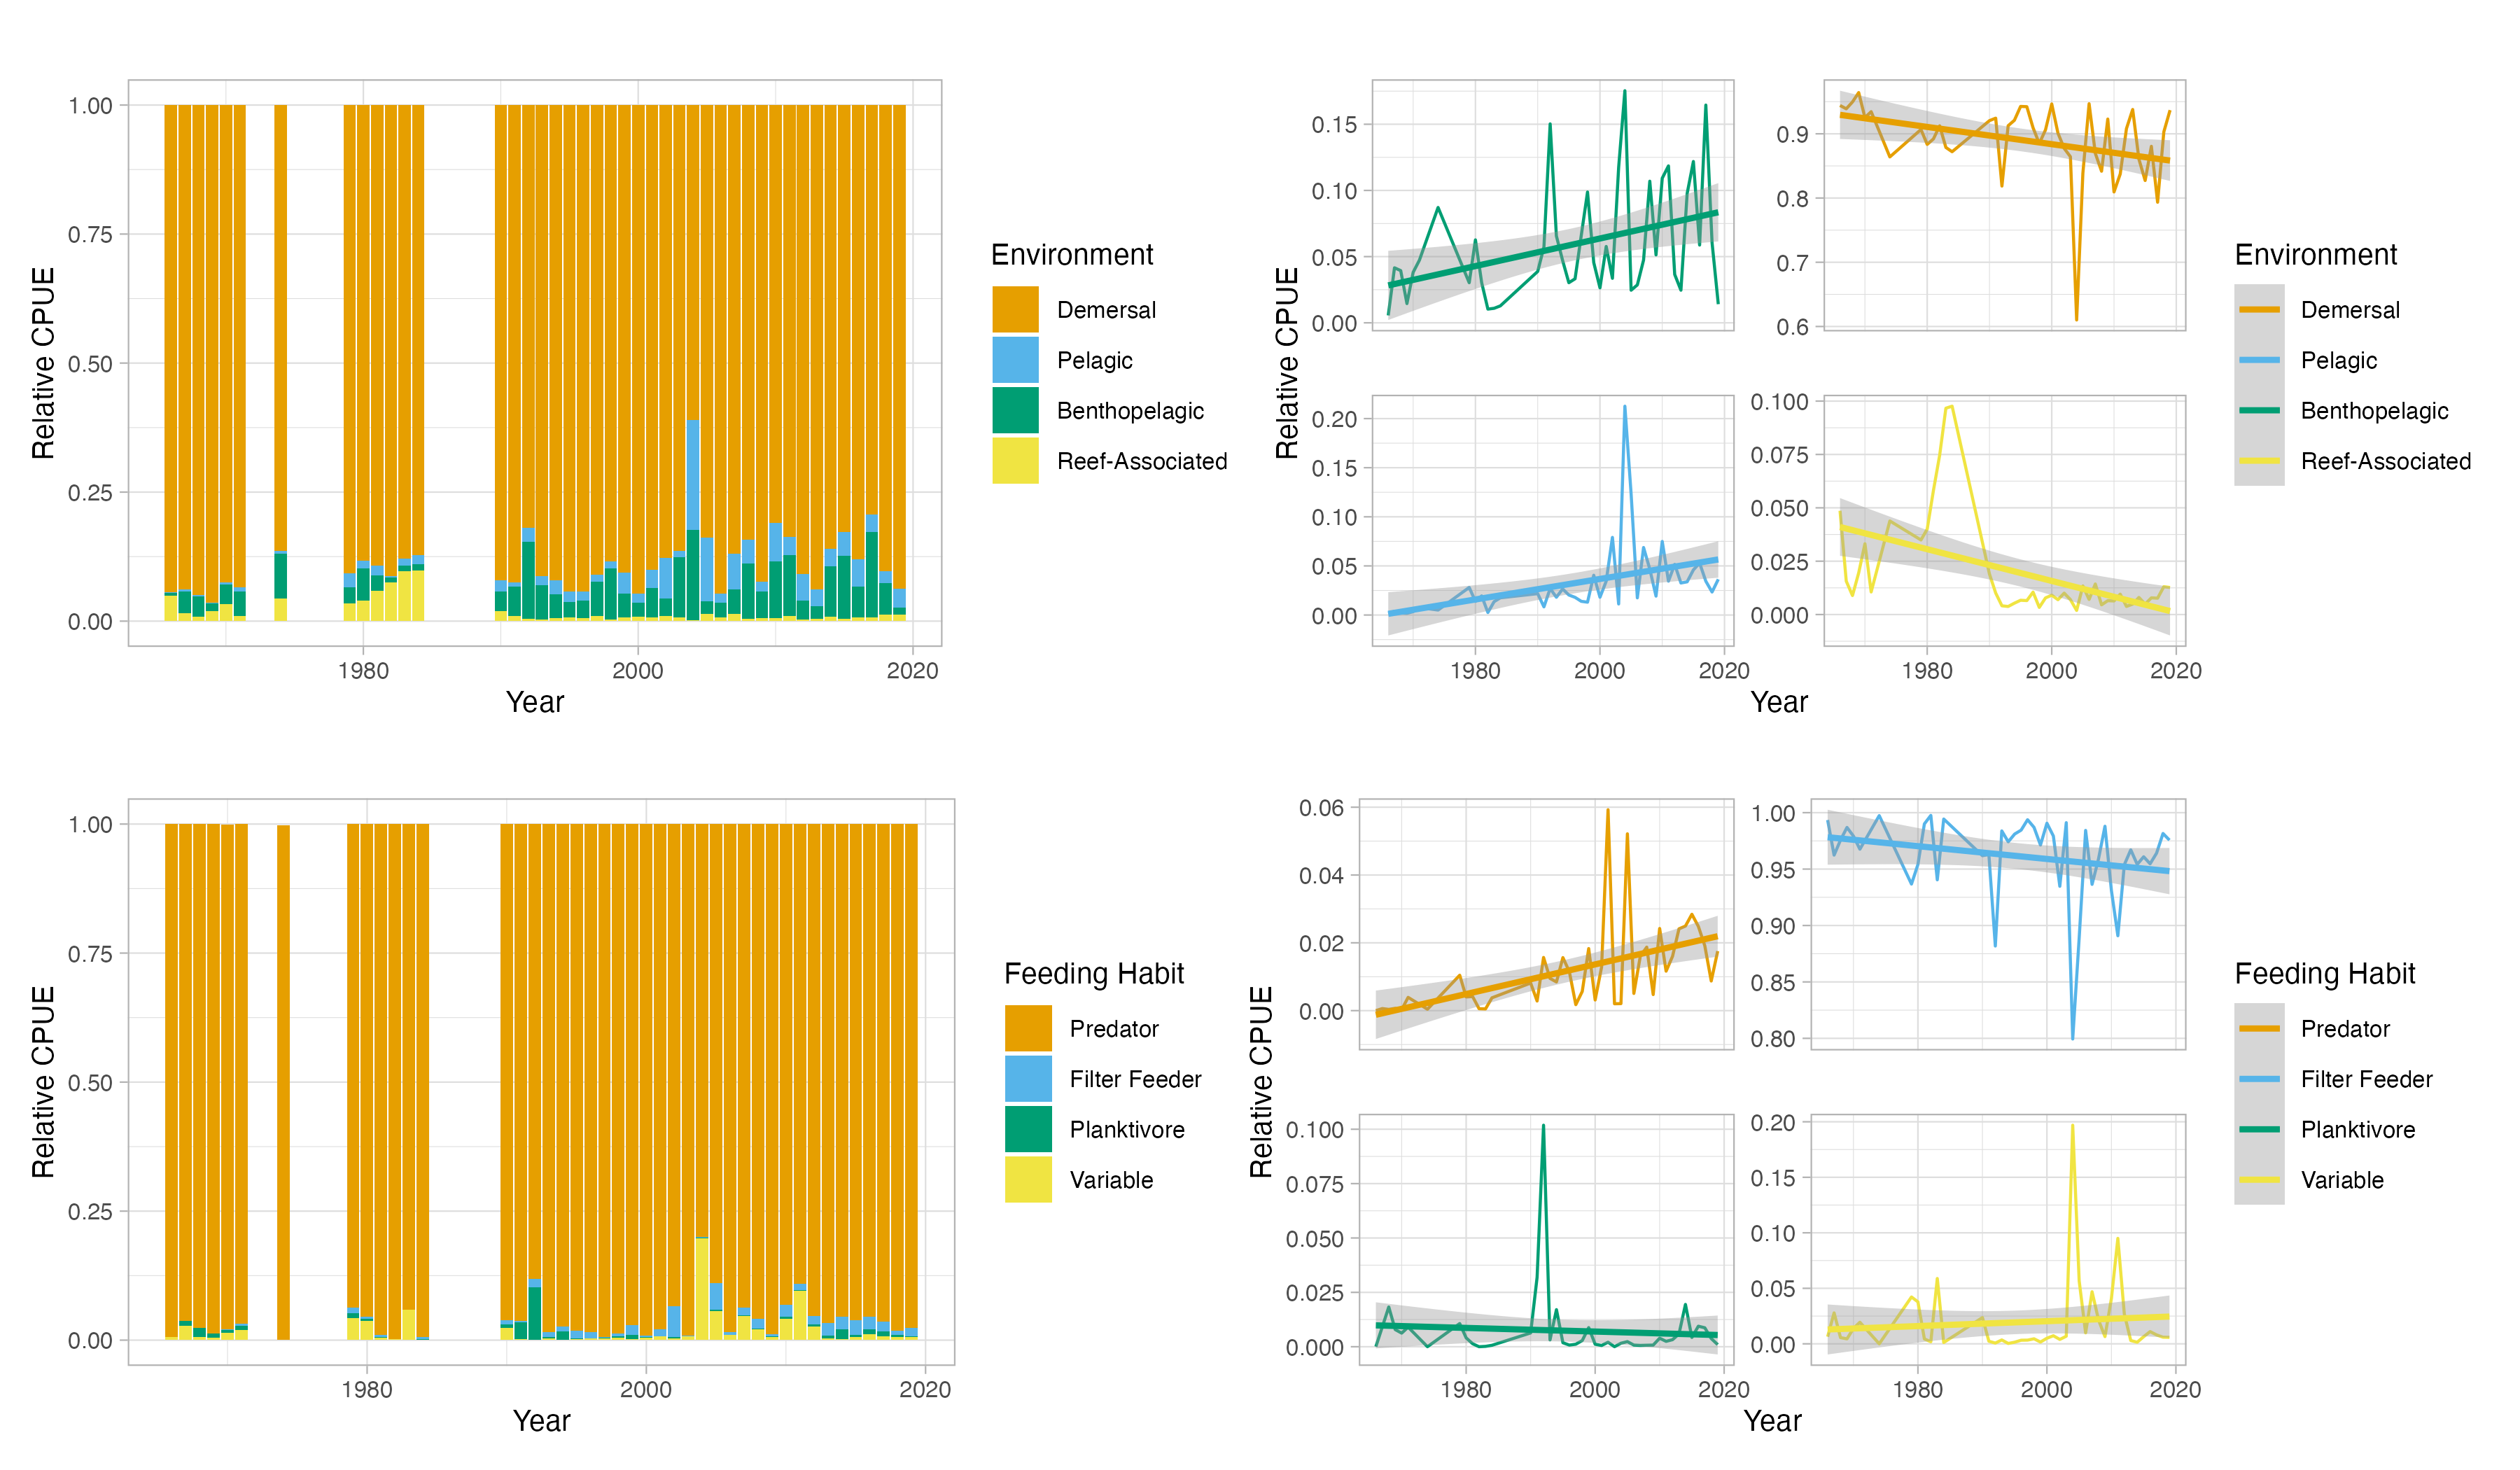 1.00
0.75
0.50
0.25
0.00
Relative CPUE
1980
2000
2020
Year
Environment
Demersal
Pelagic
Benthopelagic
Reef-Associated
Relative CPUE
0.15
0.10
0.05
0.00
0.9
0.8
0.7
0.6
0.20
0.15
0.10
0.05
0.00
1980
2000
2020
0.100
0.075
0.050
0.025
0.000
1980
2000
2020
Year
Environment
Demersal
Pelagic
Benthopelagic
Reef-Associated
1.00
0.75
0.50
0.25
0.00
Relative CPUE
1980
2000
2020
Year
Feeding Habit
Predator
Filter Feeder
Planktivore
Variable
Relative CPUE
0.06
0.04
0.02
0.00
1.00
0.95
0.90
0.85
0.80
0.100
0.075
0.050
0.025
0.000
1980
2000
2020
0.20
0.15
0.10
0.05
0.00
1980
2000
2020
Year
Feeding Habit
Predator
Filter Feeder
Planktivore
Variable